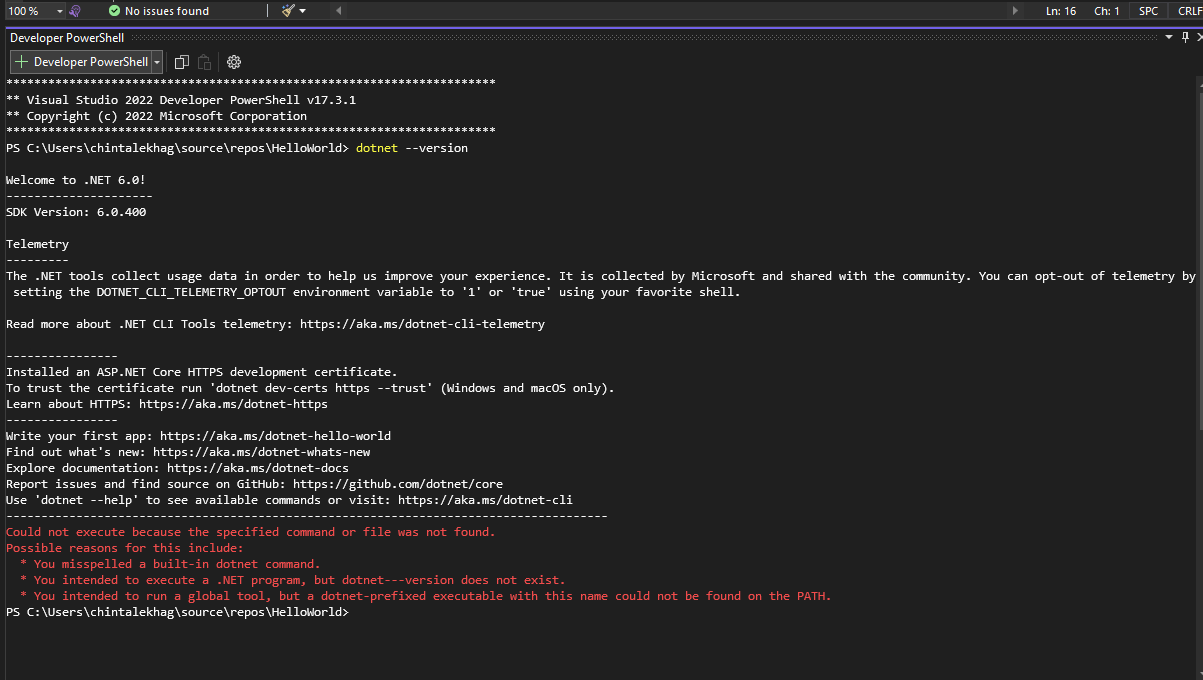 100 %
No issues found
Ln: 16 Ch: 1 SPC CRLF
Developer PowerShell
Developer PowerShell
**********************************************************************
** Visual Studio 2022 Developer PowerShell v17.3.1
** Copyright (c) 2022 Microsoft Corporation
**********************************************************************
PS C:\Users\chintalekhag\source\repos\HelloWorld> dotnet --version
Welcome to .NET 6.0!
---------------------
SDK Version: 6.0.400
Telemetry
---------
The .NET tools collect usage data in order to help us improve your experience. It is collected by Microsoft and shared with the community. You can opt-out of telemetry by
setting the DOTNET_CLI_TELEMETRY_OPTOUT environment variable to '1' or 'true' using your favorite shell.
Read more about .NET CLI Tools telemetry: https://aka.ms/dotnet-cli-telemetry
----------------
Installed an ASP.NET Core HTTPS development certificate.
To trust the certificate run 'dotnet dev-certs https --trust' (Windows and macOS only).
Learn about HTTPS: https://aka.ms/dotnet-https
----------------
Write your first app: https://aka.ms/dotnet-hello-world
Find out what's new: https://aka.ms/dotnet-whats-new
Explore documentation: https://aka.ms/dotnet-docs
Report issues and find source on GitHub: https://github.com/dotnet/core
Use 'dotnet --help' to see available commands or visit: https://aka.ms/dotnet-cli
--------------------------------------------------------------------------------------
Could not execute because the specified command or file was not found.
Possible reasons for this include:
* You misspelled a built-in dotnet command.
* You intended to execute a .NET program, but dotnet---version does not exist.
* You intended to run a global tool, but a dotnet-prefixed executable with this name could not be found on the PATH.
PS C:\Users\chintalekhag\source\repos\HelloWorld>